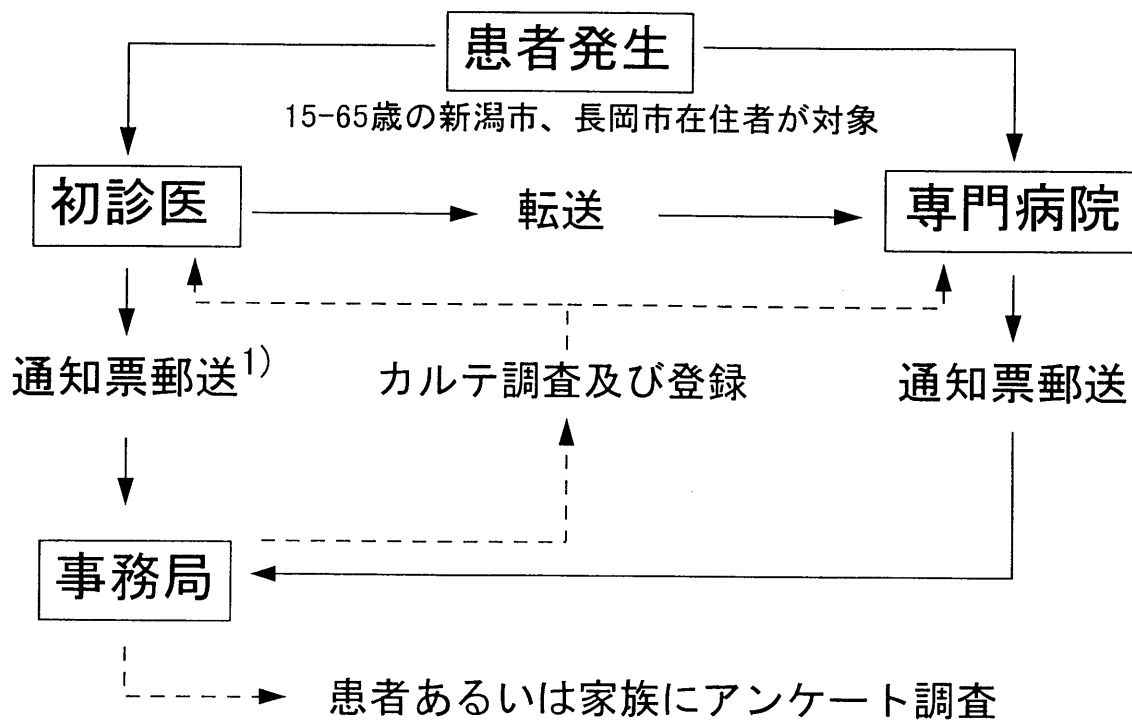 患者発生
15-65歳の新潟市、長岡市在住者が対象
初診医
転送
専門病院
通知票郵送1)
カルテ調査及び登録
通知票郵送
事務局
患者あるいは家族にアンケート調査